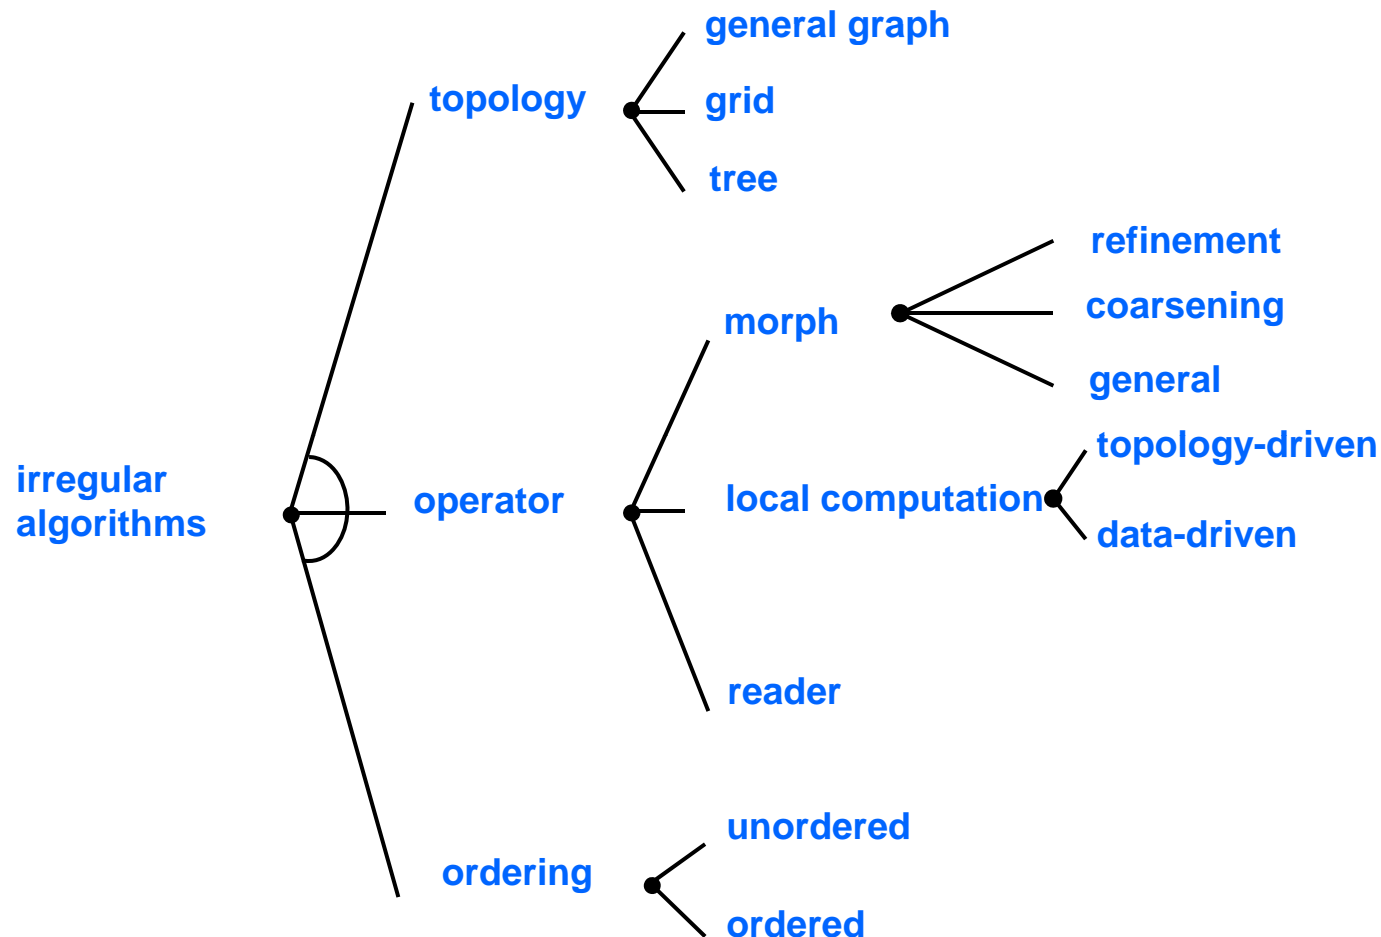 general graph
topology
grid
tree
refinement
morph
coarsening
general
topology-driven
irregular
algorithms
operator
local computation
data-driven
reader
unordered
ordering
ordered